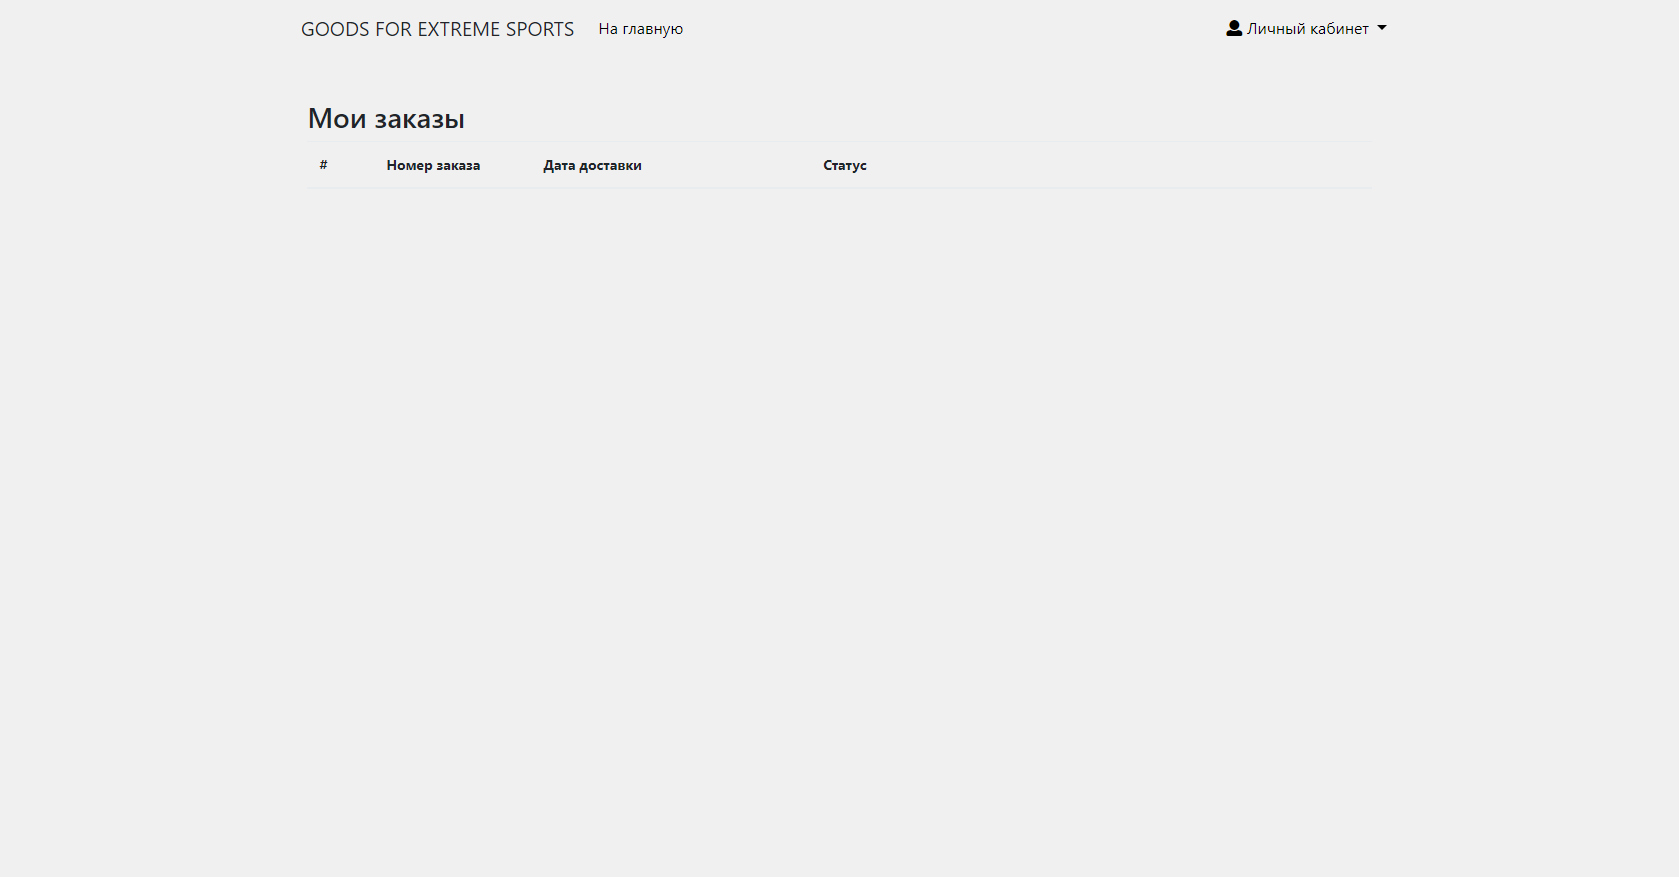 GOODS FOR EXTREME SPORTS На главную Личный кабинет
Мои заказы
# Номер заказа Дата доставки Статус